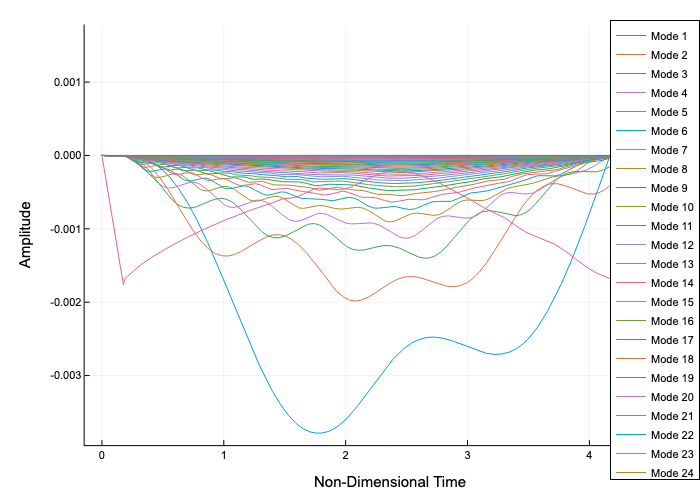 0.001
0.000
-0.001
-0.002
-0.003
Amplitude
0
1
2
3
4
Non-Dimensional Time
Mode 1
Mode 2
Mode 3
Mode 4
Mode 5
Mode 6
Mode 7
Mode 8
Mode 9
Mode 10
Mode 11
Mode 12
Mode 13
Mode 14
Mode 15
Mode 16
Mode 17
Mode 18
Mode 19
Mode 20
Mode 21
Mode 22
Mode 23
Mode 24